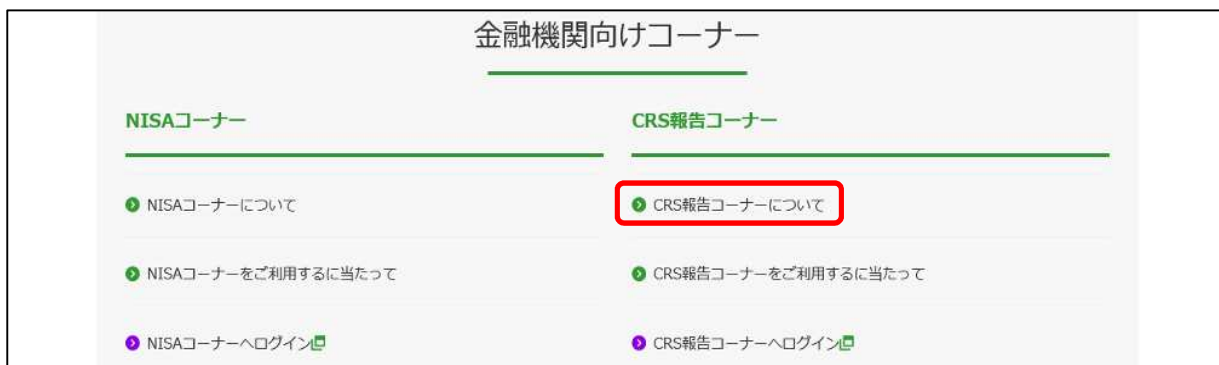 金融機関向けコーナー
NISAコーナー
NISAコーナーについて
NISAコーナーをご利用するに当たって
NISAコーナーへログイン
CRS報告コーナー
CRS報告コーナーについて
CRS報告コーナーをご利用するに当たって
CRS報告コーナーへログイン